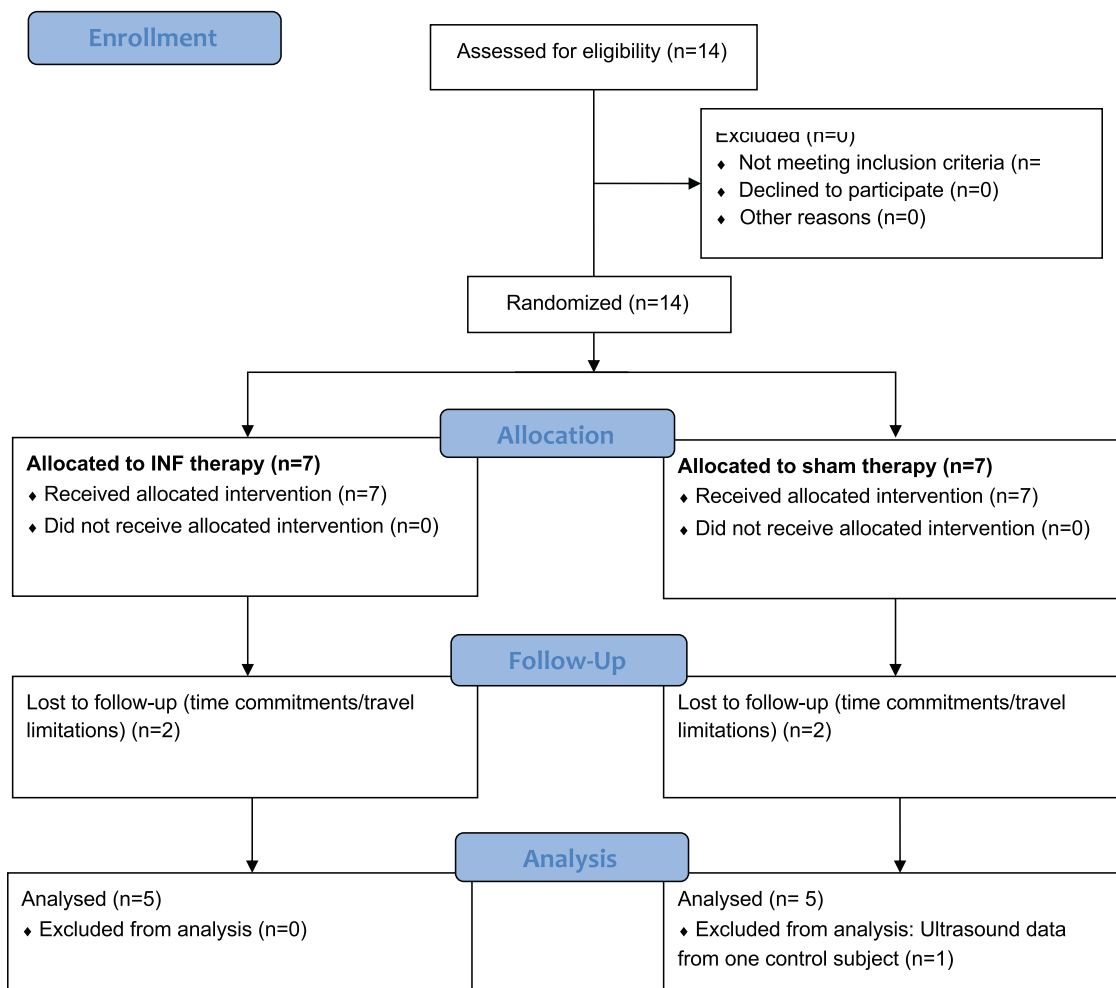 Enrollment
Assessed for eligibility (n=14)
Excluded (n=0)
♦ Not meeting inclusion criteria (n=
♦ Declined to participate (n=0)
♦ Other reasons (n=0)
Randomized (n=14)
Allocation
Allocated to INF therapy (n=7)
♦ Received allocated intervention (n=7)
♦ Did not receive allocated intervention (n=0)
Allocated to sham therapy (n=7)
♦ Received allocated intervention (n=7)
♦ Did not receive allocated intervention (n=0)
Follow-Up
Lost to follow-up (time commitments/travel
limitations) (n=2)
Lost to follow-up (time commitments/travel
limitations) (n=2)
Analysis
Analysed (n=5)
♦ Excluded from analysis (n=0)
Analysed (n= 5)
♦ Excluded from analysis: Ultrasound data
from one control subject (n=1)